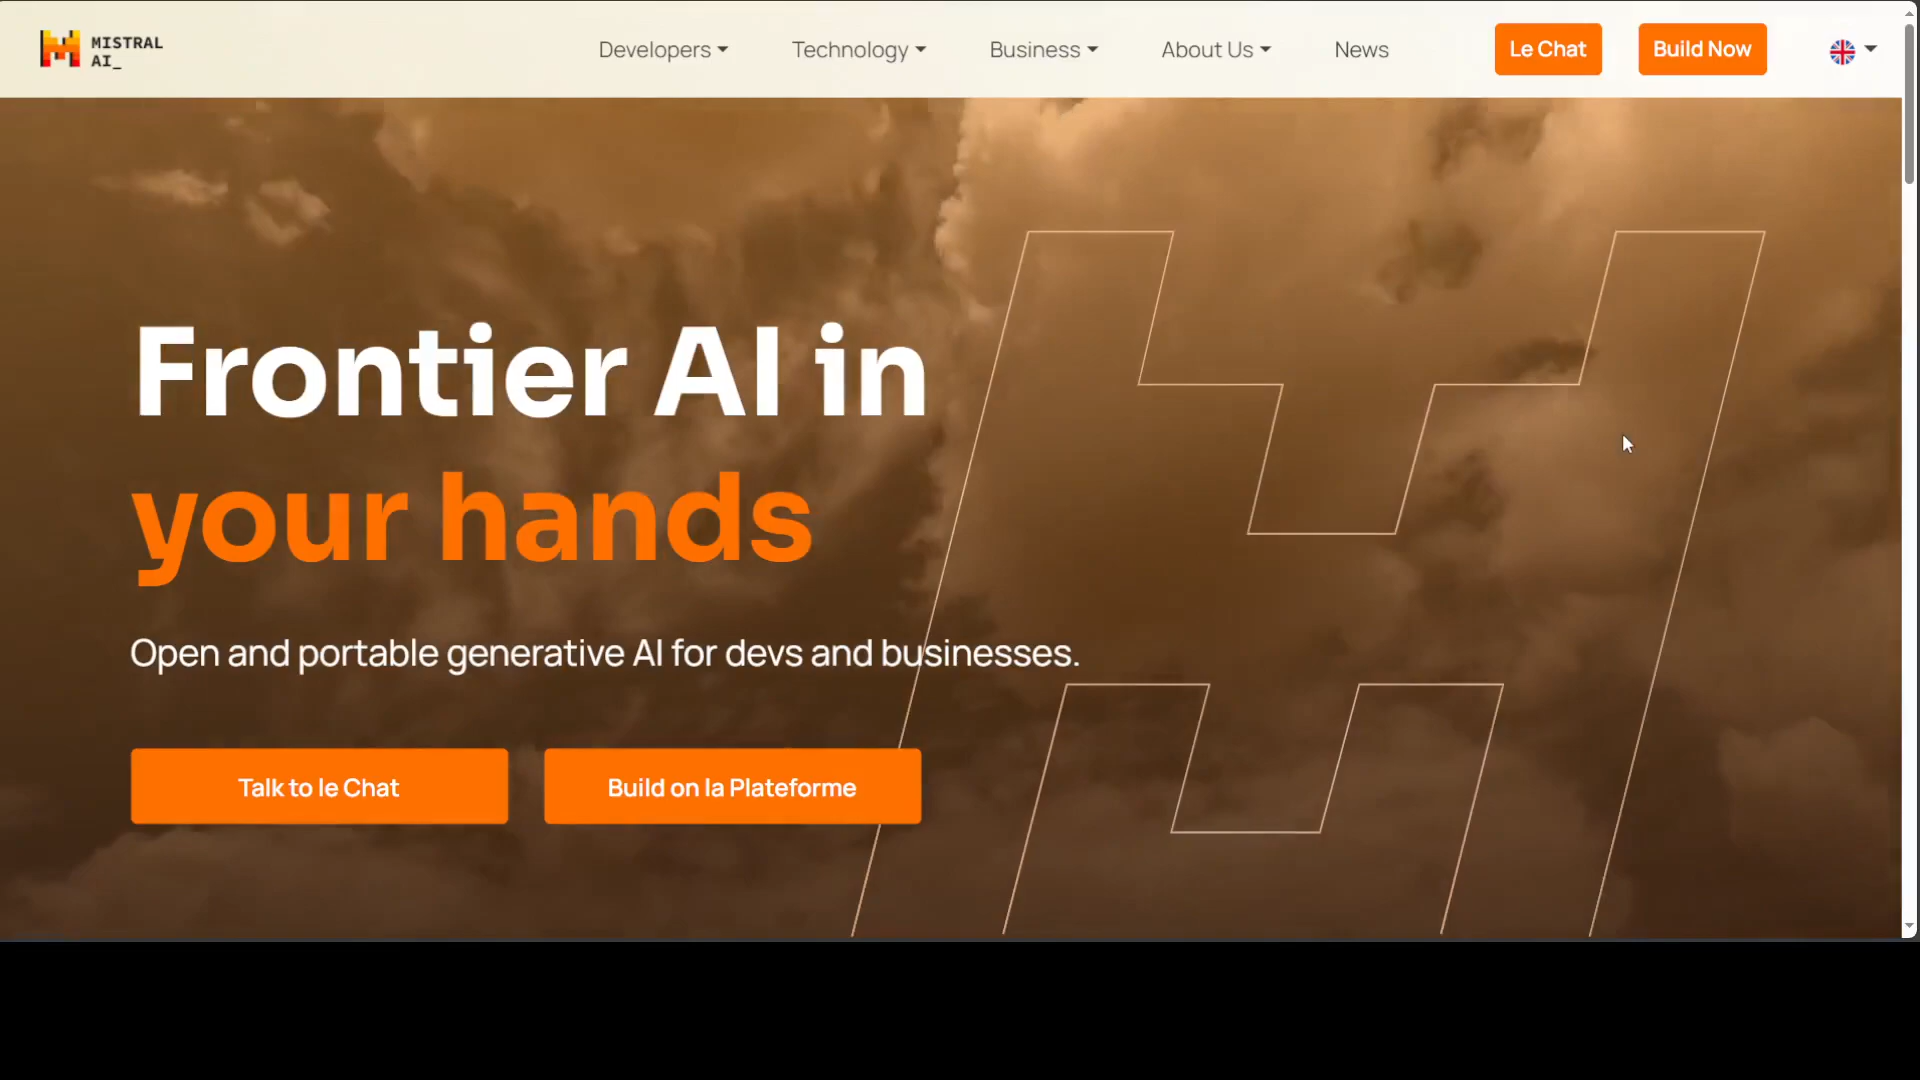 MISTRAL
AI_
Developers
Technology
Business
About Us
News
Le Chat
Build Now
Frontier AI in
your hands
Open and portable generative AI for devs and businesses.
Talk to le Chat
Build on la Plateforme